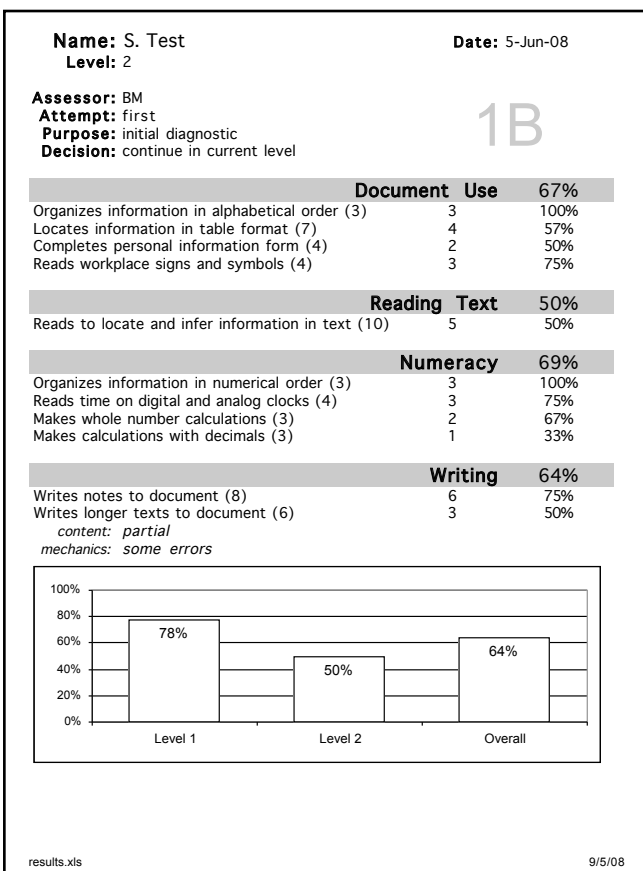 Name: S. Test Date: 5-Jun-08
Level: 2
Assessor: BM
Attempt: first
Purpose: initial diagnostic
Decision: continue in current level
1B
Document Use 67%
Organizes information in alphabetical order (3) 3 100%
Locates information in table format (7) 4 57%
Completes personal information form (4) 2 50%
Reads workplace signs and symbols (4) 3 75%
Reading Text 50%
Reads to locate and infer information in text (10) 5 50%
Numeracy 69%
Organizes information in numerical order (3) 3 100%
Reads time on digital and analog clocks (4) 3 75%
Makes whole number calculations (3) 2 67%
Makes calculations with decimals (3) 1 33%
Writing 64%
Writes notes to document (8) 6 75%
Writes longer texts to document (6) 3 50%
content: partial
mechanics: some errors
100%
80%
60%
40%
20%
0%
78%
50%
64%
Level 1 Level 2 Overall
results.xls 9/5/08